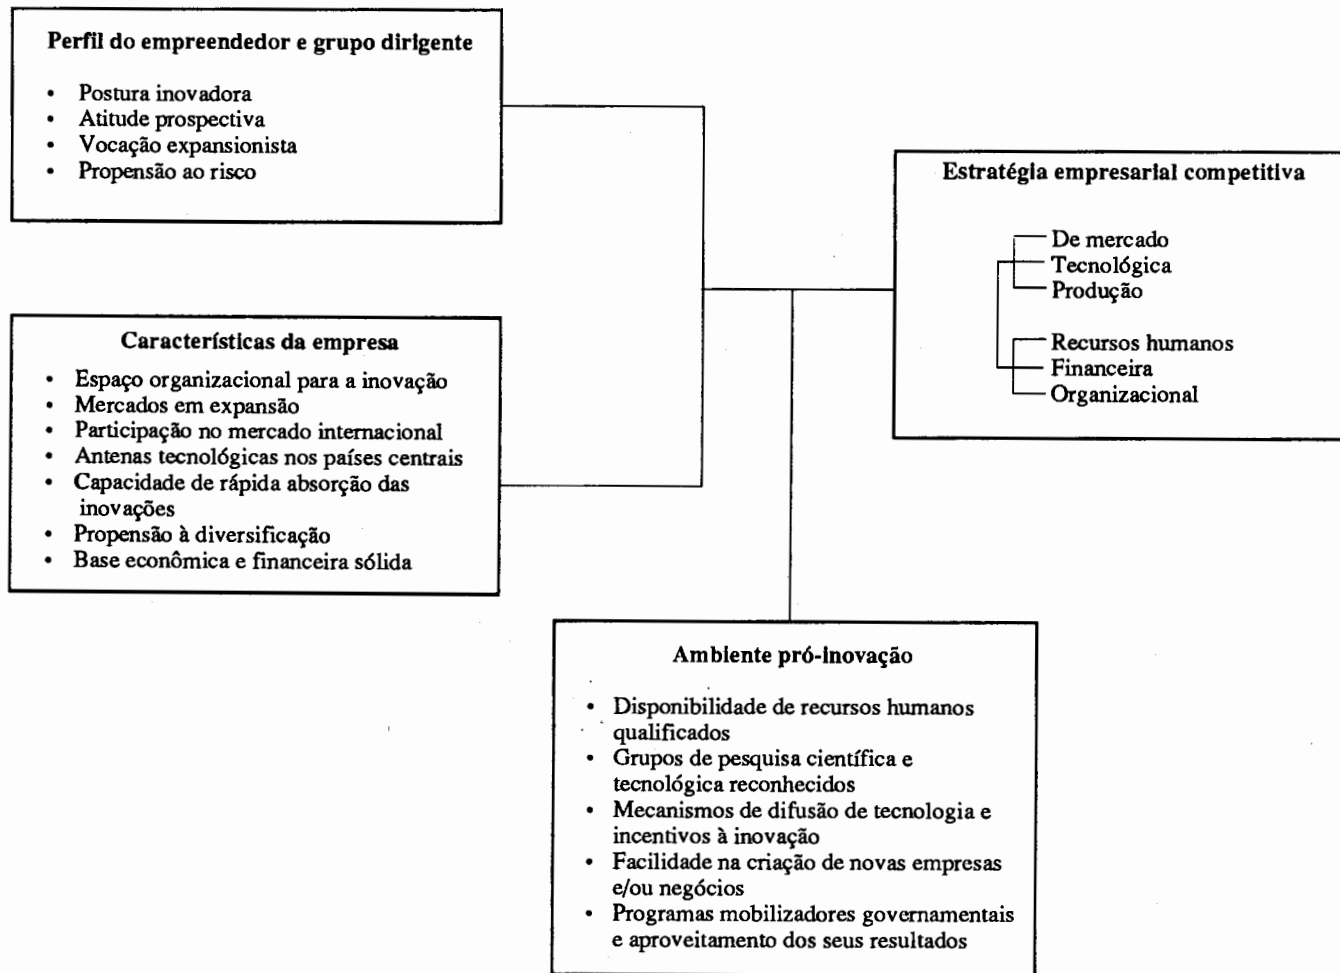 Perfil do empreendedor e grupo dirigente
• Postura inovadora
• Atitude prospectiva
• Vocação expansionista
• Propensão ao risco
Características da empresa
• Espaço organizacional para a inovação
• Mercados em expansão
• Participação no mercado internacional
• Antenas tecnológicas nos países centrais
• Capacidade de rápida absorção das
inovações
• Propensão à diversificação
• Base econômica e financeira sólida
Estratégia empresarial competitiva
De mercado
Tecnológica
Produção
Recursos humanos
Financeira
Organizacional
Ambiente pró-inovação
• Disponibilidade de recursos humanos
qualificados
• Grupos de pesquisa científica e
tecnológica reconhecidos
• Mecanismos de difusão de tecnologia e
incentivos à inovação
• Facilidade na criação de novas empresas
e/ou negócios
• Programas mobilizadores governamentais
e aproveitamento dos seus resultados